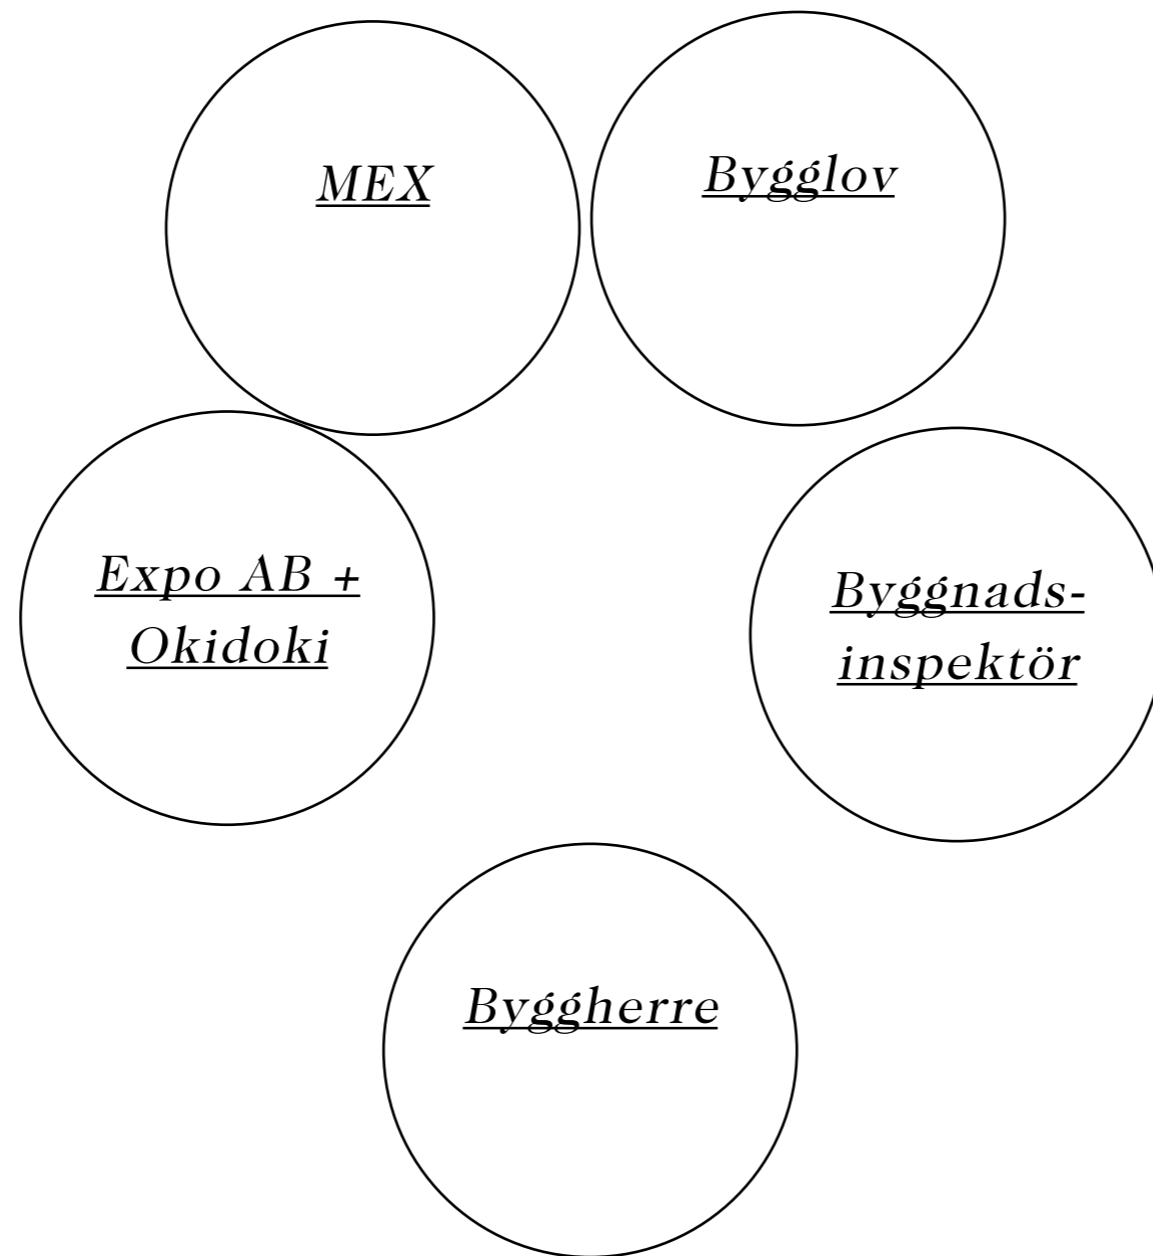 MEX
Bygglov
Expo AB +
Okidoki
Byggnads-
inspektör
Byggherre